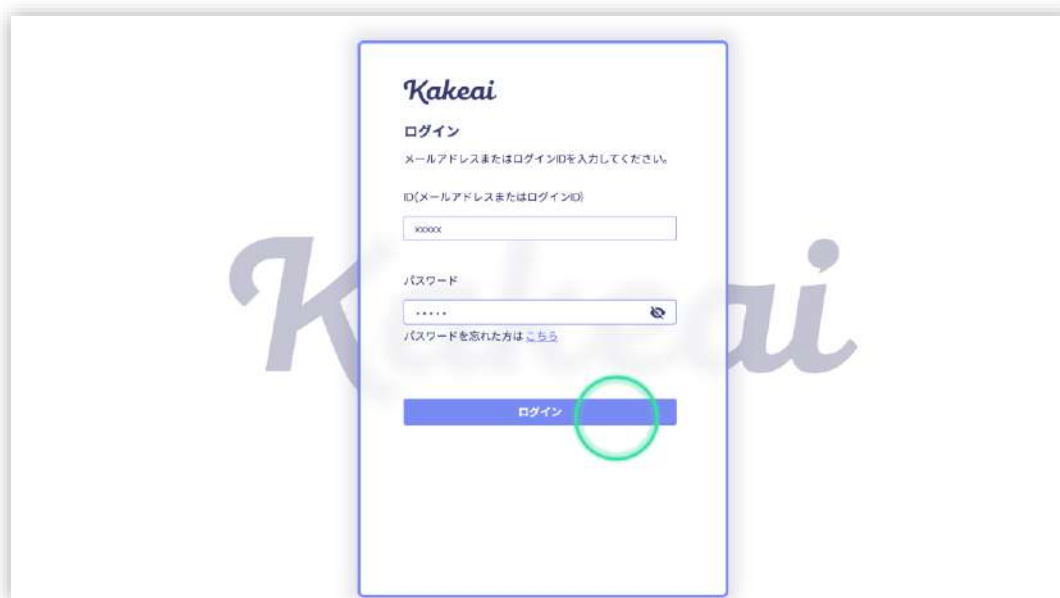 Kakeai
ログイン
メールアドレスまたはログインIDを入力してください。
ID(メールアドレスまたはログインID)
xxxxx
パスワード
•••••
パスワードを忘れた方はこちら
ログイン
Kakeai